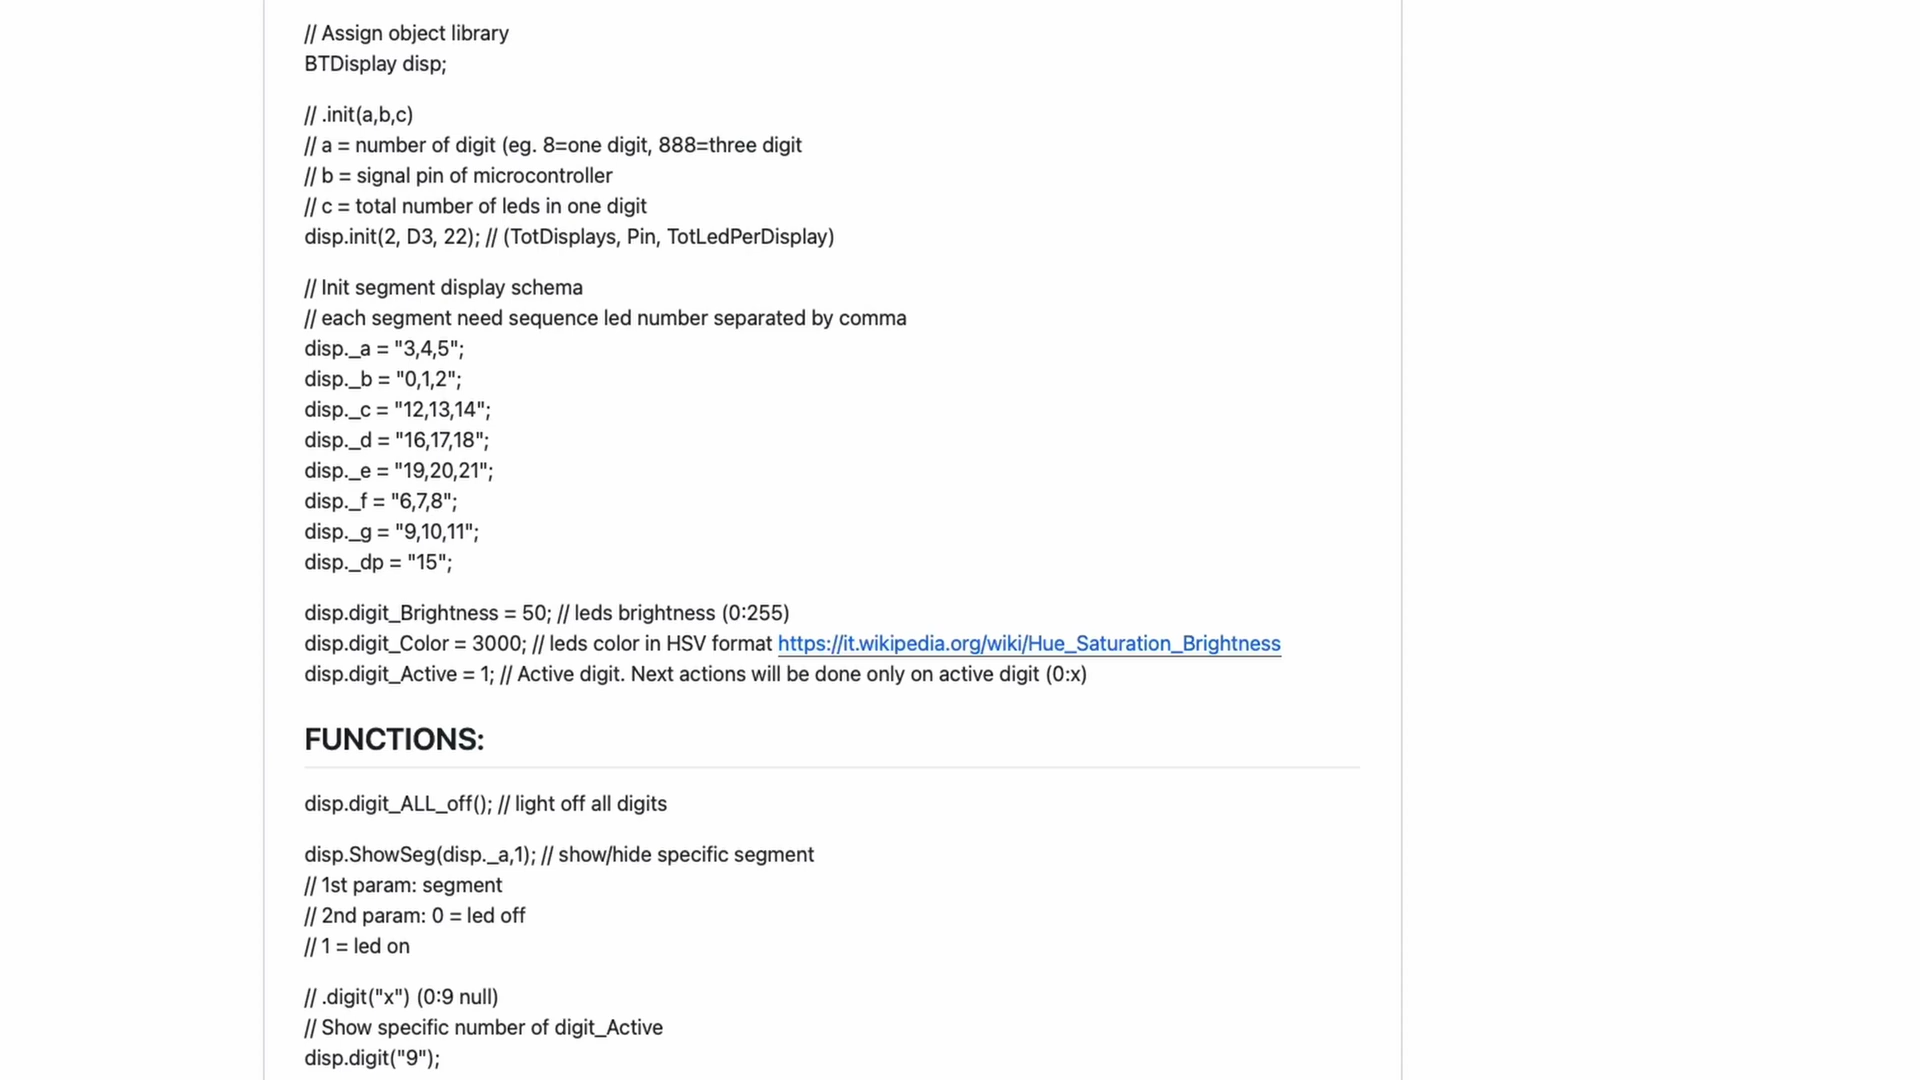 // Assign object library
BTDisplay disp;
// .init(a,b,c)
// a = number of digit (eg. 8=one digit, 888=three digit
// b = signal pin of microcontroller
// c = total number of leds in one digit
disp.init(2, D3, 22); // (TotDisplays, Pin, TotLedPerDisplay)
// Init segment display schema
// each segment need sequence led number separated by comma
disp._a = "3,4,5";
disp._b = "0,1,2";
disp._c = "12,13,14";
disp._d = "16,17,18";
disp._e = "19,20,21";
disp._f = "6,7,8";
disp._g = "9,10,11";
disp._dp = "15";
disp.digit_Brightness = 50; // leds brightness (0:255)
disp.digit_Color = 3000; // leds color in HSV format https://it.wikipedia.org/wiki/Hue_Saturation_Brightness
disp.digit_Active = 1; // Active digit. Next actions will be done only on active digit (0:x)
FUNCTIONS:
disp.digit_ALL_off(); // light off all digits
disp.ShowSeg(disp._a,1); // show/hide specific segment
// 1st param: segment
// 2nd param: 0 = led off
// 1 = led on
// .digit("x") (0:9 null)
// Show specific number of digit_Active
disp.digit("9");